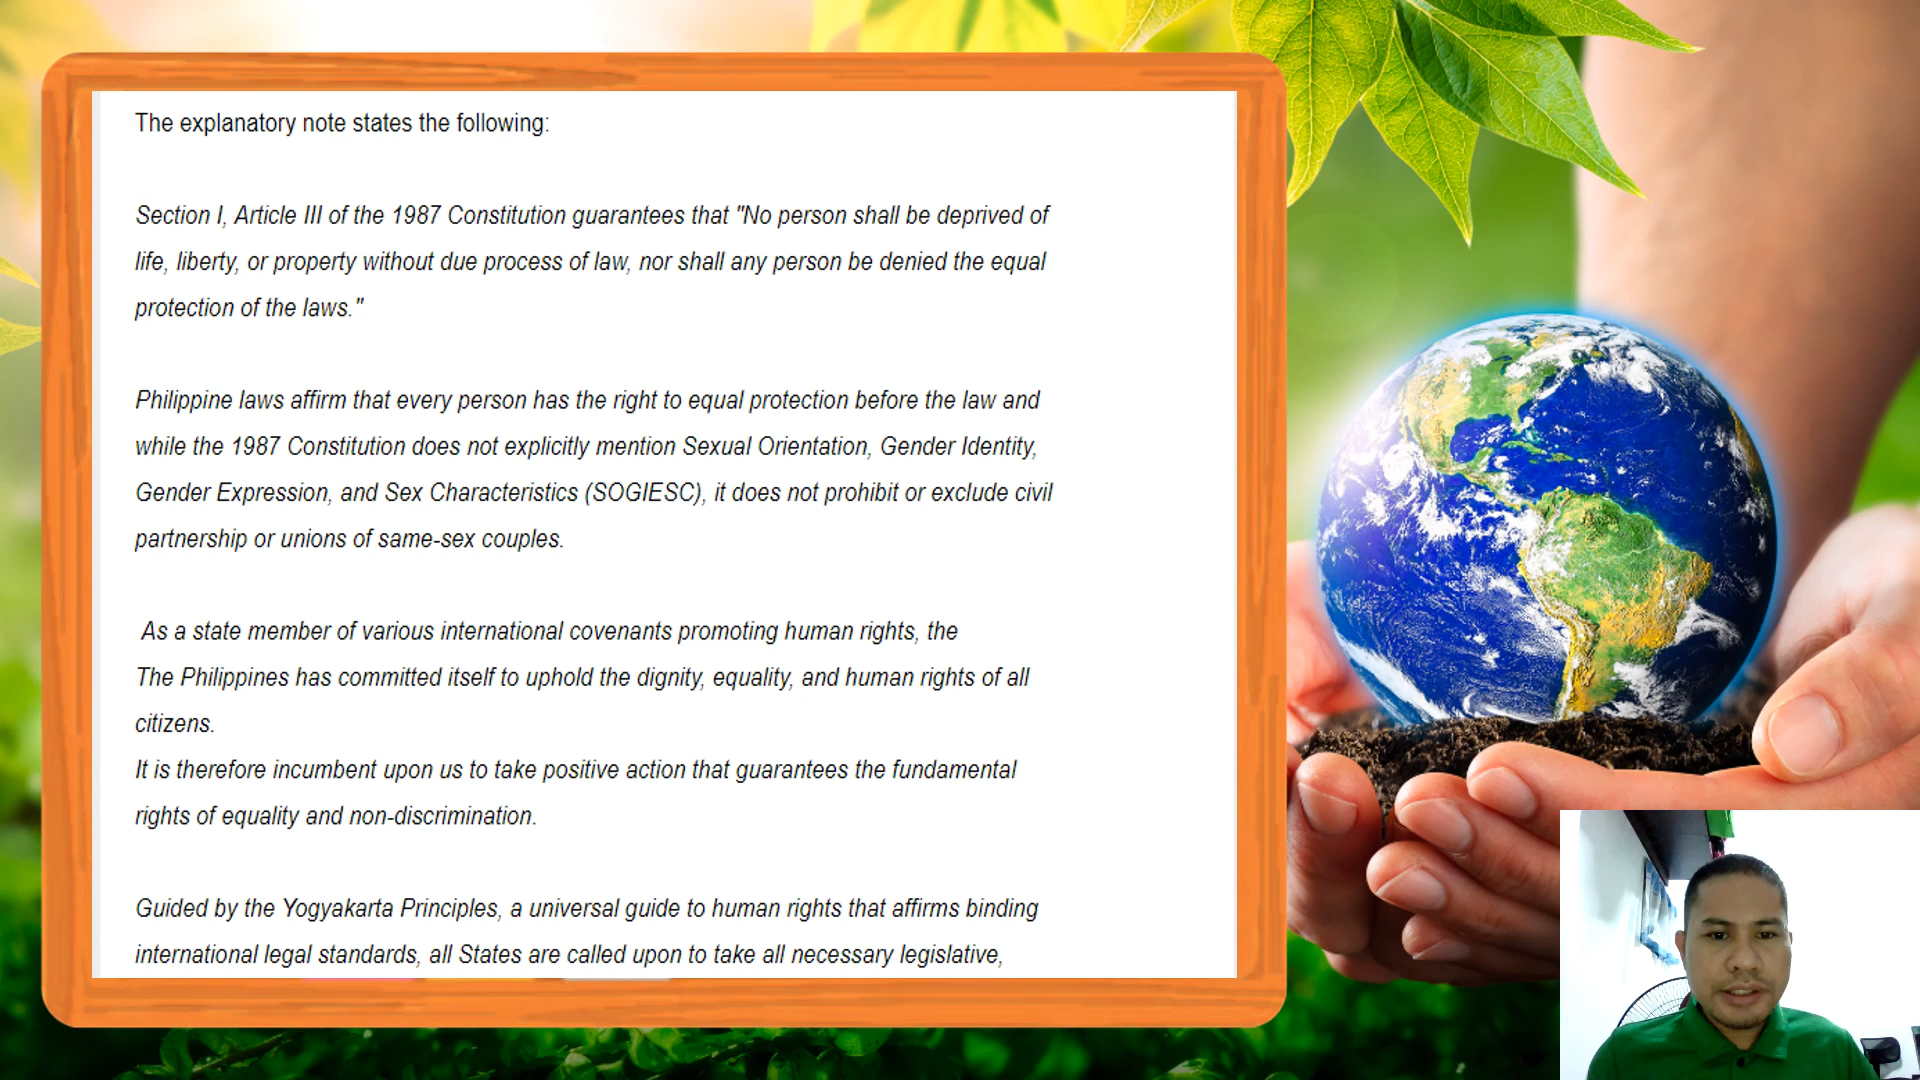 The explanatory note states the following:
Section I, Article III of the 1987 Constitution guarantees that "No person shall be deprived of
life, liberty, or property without due process of law, nor shall any person be denied the equal
protection of the laws."
Philippine laws affirm that every person has the right to equal protection before the law and
while the 1987 Constitution does not explicitly mention Sexual Orientation, Gender Identity,
Gender Expression, and Sex Characteristics (SOGIESC), it does not prohibit or exclude civil
partnership or unions of same-sex couples.
As a state member of various international covenants promoting human rights, the
The Philippines has committed itself to uphold the dignity, equality, and human rights of all
citizens.
It is therefore incumbent upon us to take positive action that guarantees the fundamental
rights of equality and non-discrimination.
Guided by the Yogyakarta Principles, a universal guide to human rights that affirms binding
international legal standards, all States are called upon to take all necessary legislative,